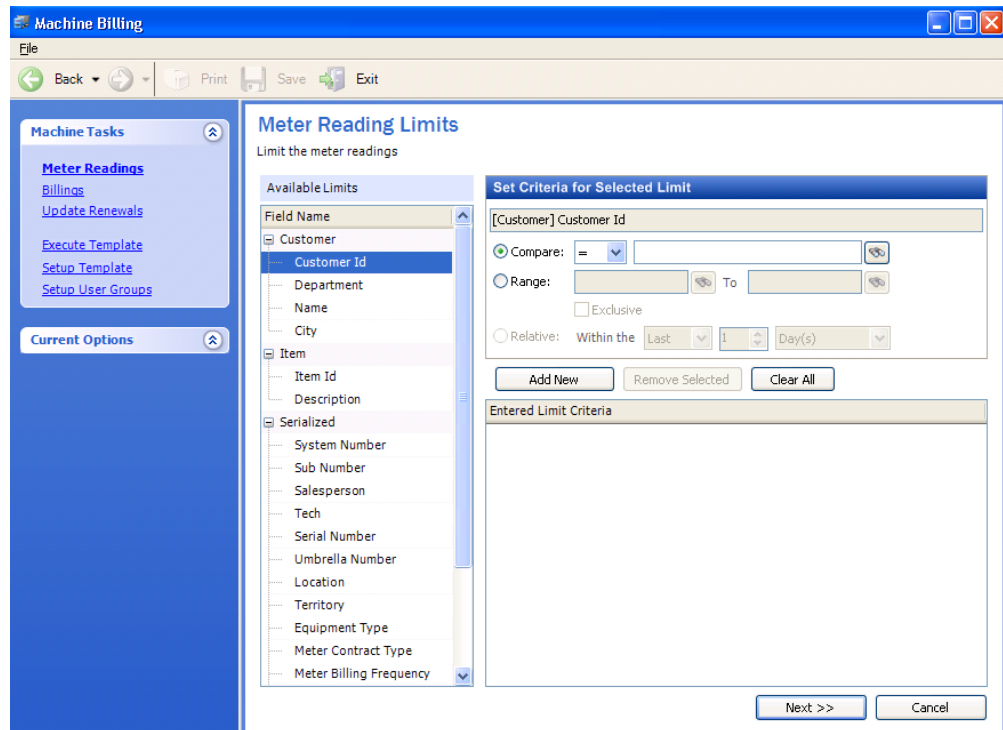 Machine Billing
File
Back Print Save Exit
Machine Tasks
Meter Readings
Billings
Update Renewals
Execute Template
Setup Template
Setup User Groups
Current Options
Meter Reading Limits
Limit the meter readings
Available Limits
Field Name
Customer
Customer Id
Department
Name
City
Item
Item Id
Description
Serialized
System Number
Sub Number
Salesperson
Tech
Serial Number
Umbrella Number
Location
Territory
Equipment Type
Meter Contract Type
Meter Billing Frequency
Set Criteria for Selected Limit
[Customer] Customer Id
Compare: =
Range: To
Exclusive
Relative: Within the Last 1 Day(s)
Add New Remove Selected Clear All
Entered Limit Criteria
Next >> Cancel